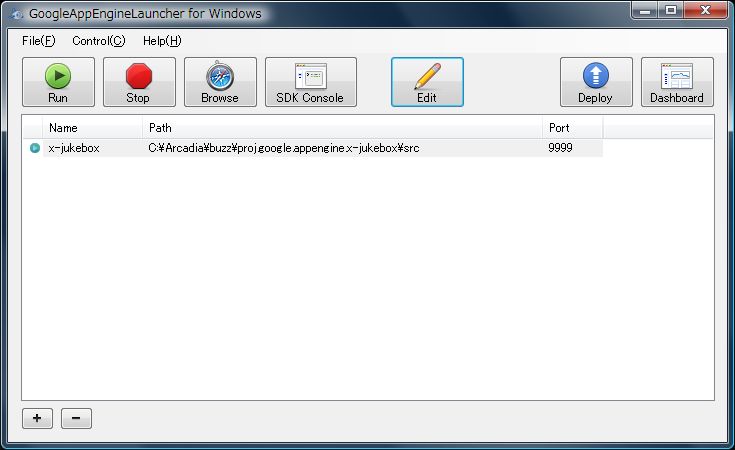 GoogleAppEngineLauncher for Windows
File(F) Control(C) Help(H)
Run Stop Browse SDK Console Edit Deploy Dashboard
Name Path Port
x-jukebox C:¥Arcadia¥buzz¥proj.google.appengine.x-jukebox¥src 9999